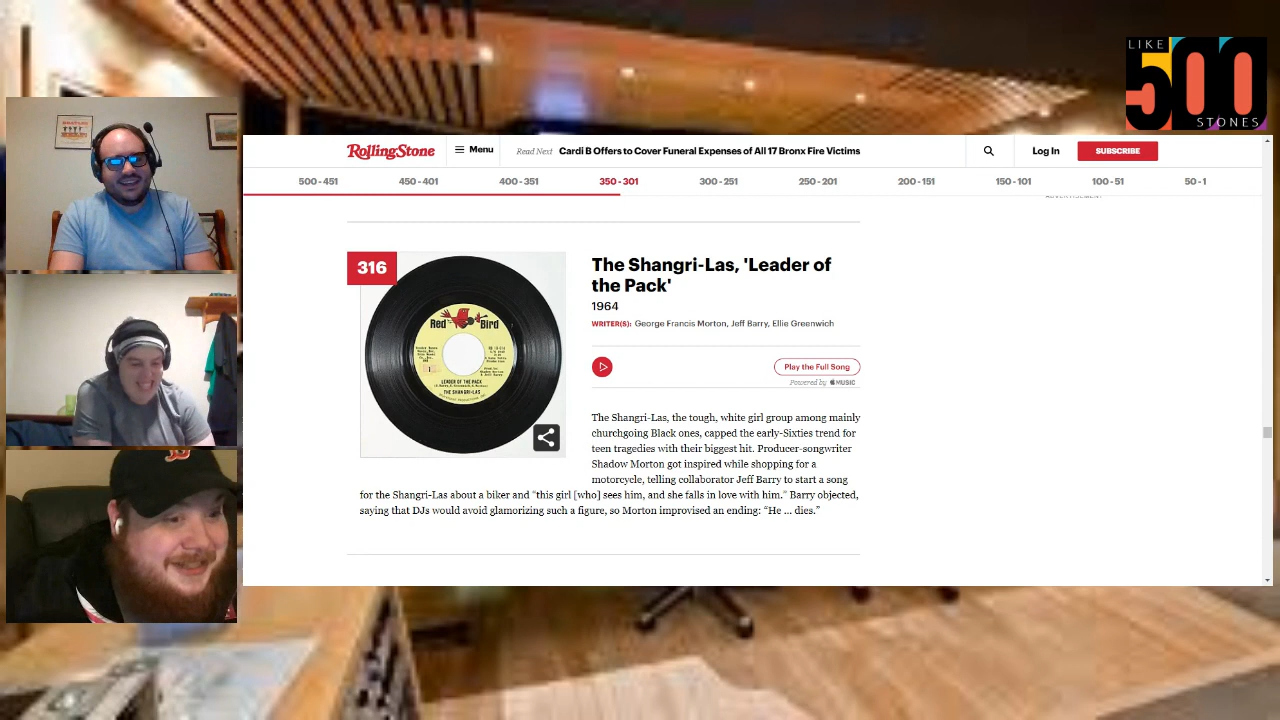 LIKE
500
STONES
RollingStone
Menu
Read Next Cardi B Offers to Cover Funeral Expenses of All 17 Bronx Fire Victims
Log In
SUBSCRIBE
500 - 451 450 - 401 400 - 351 350 - 301 300 - 251 250 - 201 200 - 151 150 - 101 100 - 51 50 - 1
ADVERTISEMENT
316
The Shangri-Las, 'Leader of
the Pack'
1964
WRITER(S): George Francis Morton, Jeff Barry, Ellie Greenwich
Play the Full Song
Powered by MUSIC
Red Bird
LEADER OF THE PACK
THE SHANGRI-LAS
The Shangri-Las, the tough, white girl group among mainly
churchgoing Black ones, capped the early-Sixties trend for
teen tragedies with their biggest hit. Producer-songwriter
Shadow Morton got inspired while shopping for a
motorcycle, telling collaborator Jeff Barry to start a song
for the Shangri-Las about a biker and "this girl [who] sees him, and she falls in love with him." Barry objected,
saying that DJs would avoid glamorizing such a figure, so Morton improvised an ending: “He ... dies.”